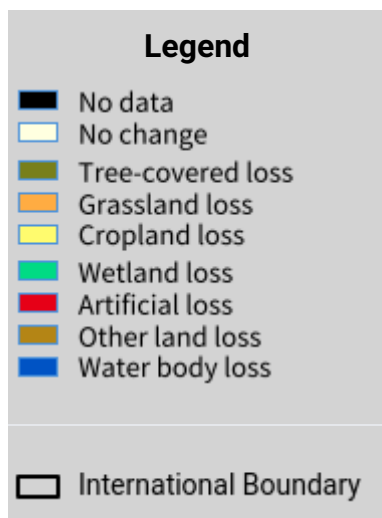 Legend
No data
No change
Tree-covered loss
Grassland loss
Cropland loss
Wetland loss
Artificial loss
Other land loss
Water body loss
International Boundary